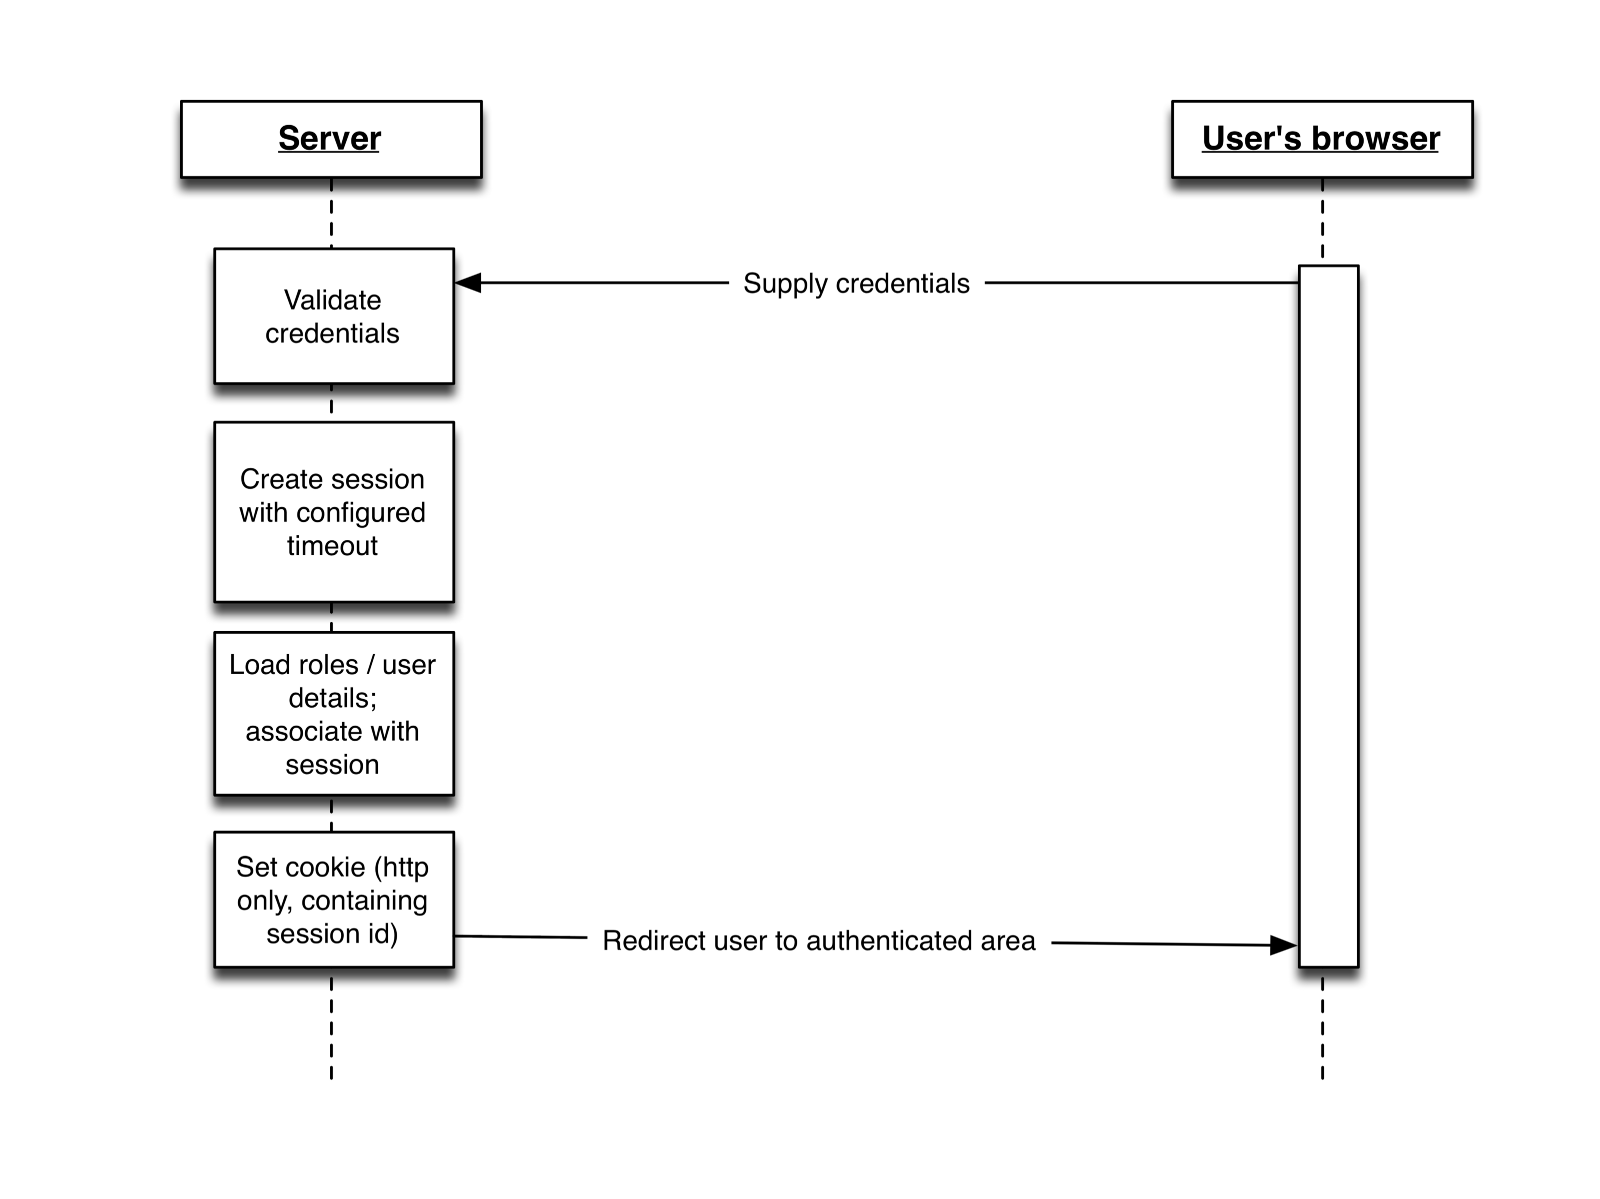 Server
User's browser
Supply credentials
Validate
credentials
Create session
with configured
timeout
Load roles / user
details;
associate with
session
Set cookie (http
only, containing
session id)
Redirect user to authenticated area